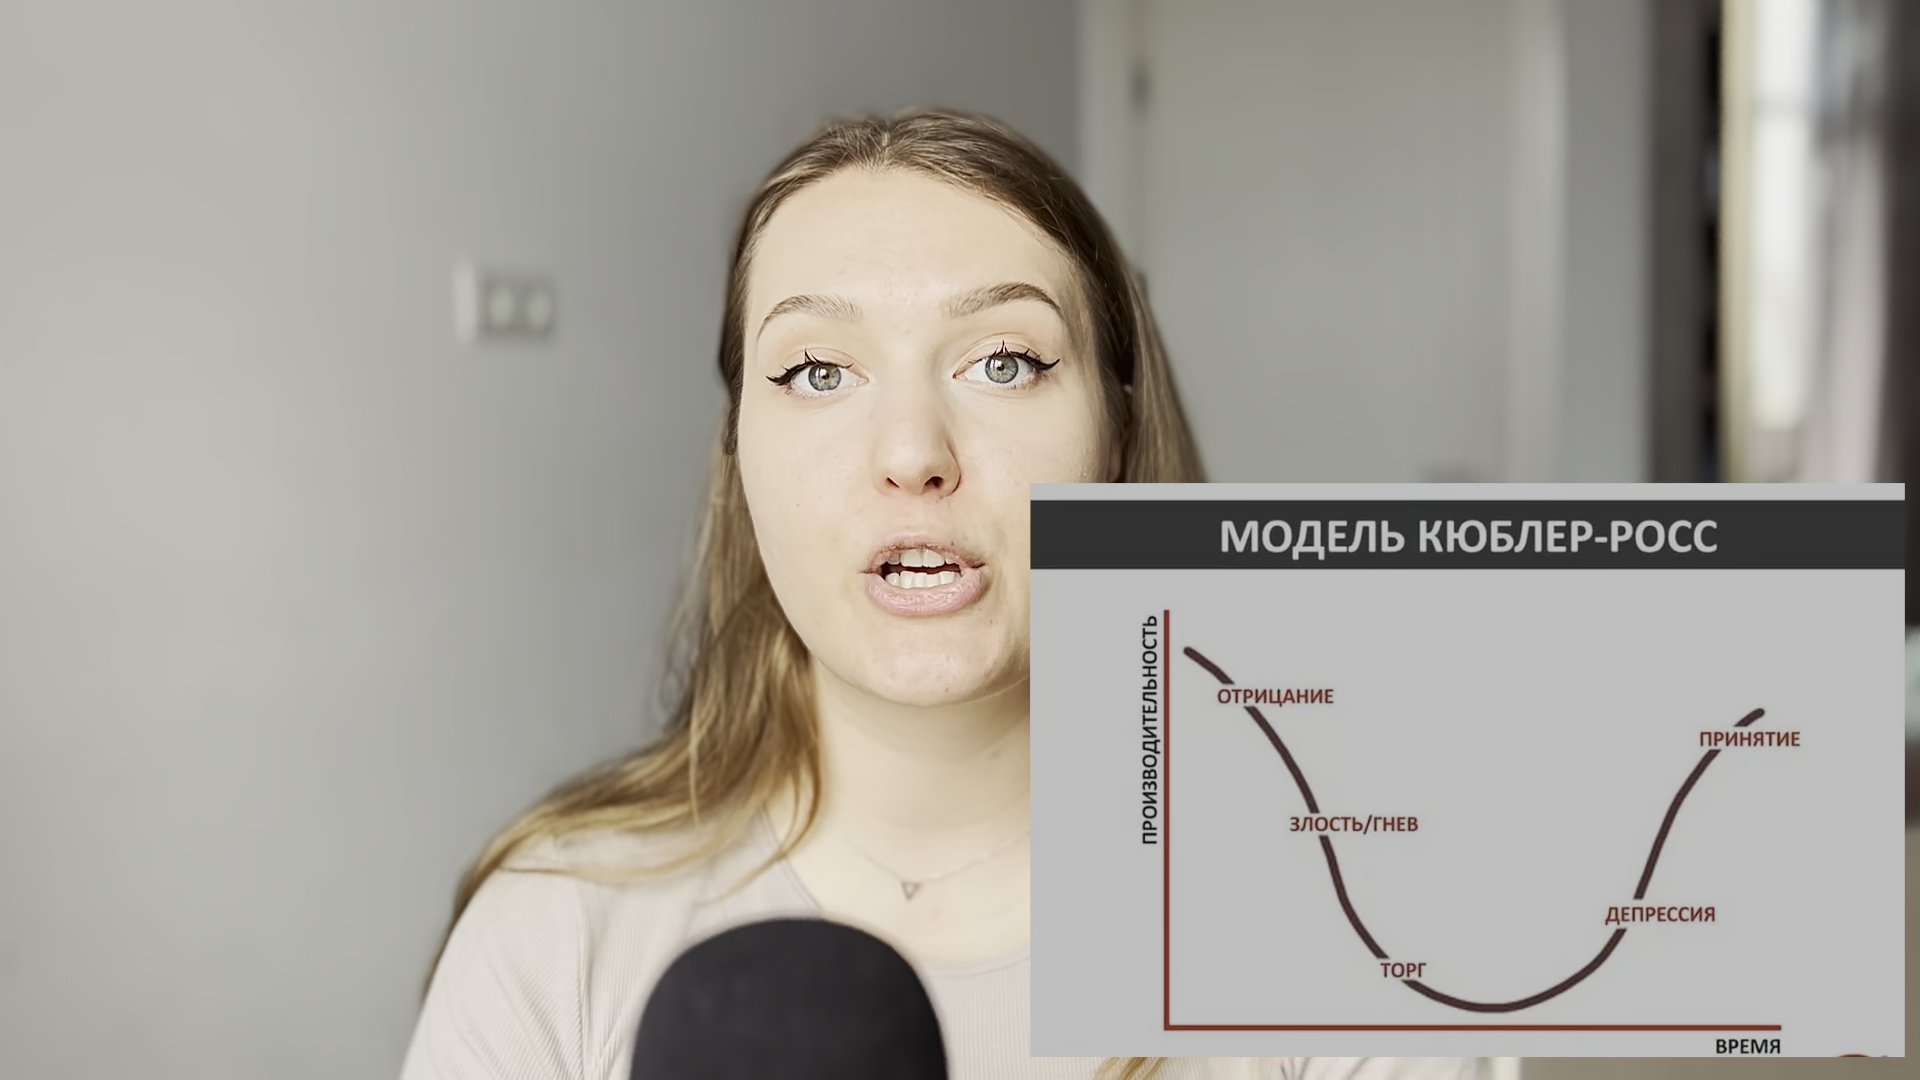 МОДЕЛЬ КЮБЛЕР-РОСС
ПРОИЗВОДИТЕЛЬНОСТЬ
ОТРИЦАНИЕ
ПРИНЯТИЕ
ЗЛОСТЬ/ГНЕВ
ДЕПРЕССИЯ
ТОРГ
ВРЕМЯ